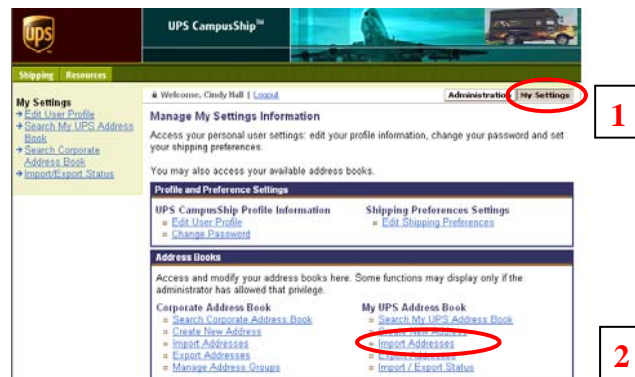 ups
UPS CampusShip™
Shipping Resources
Welcome, Cindy Hall | Logout
Administration My Settings
1
My Settings
Edit User Profile
Search My UPS Address
Book
Search Corporate
Address Book
Import/Export Status
Manage My Settings Information
Access your personal user settings: edit your profile information, change your password and set
your shipping preferences.
You may also access your available address books.
Profile and Preference Settings
UPS CampusShip Profile Information
Edit User Profile
Change Password
Shipping Preferences Settings
Edit Shipping Preferences
Address Books
Access and modify your address books here. Some functions may display only if the
administrator has allowed that privilege.
Corporate Address Book
Search Corporate Address Book
Create New Address
Import Addresses
Export Addresses
Manage Address Groups
My UPS Address Book
Search My UPS Address Book
Create New Address
Import Addresses
Export Addresses
Import / Export Status
2